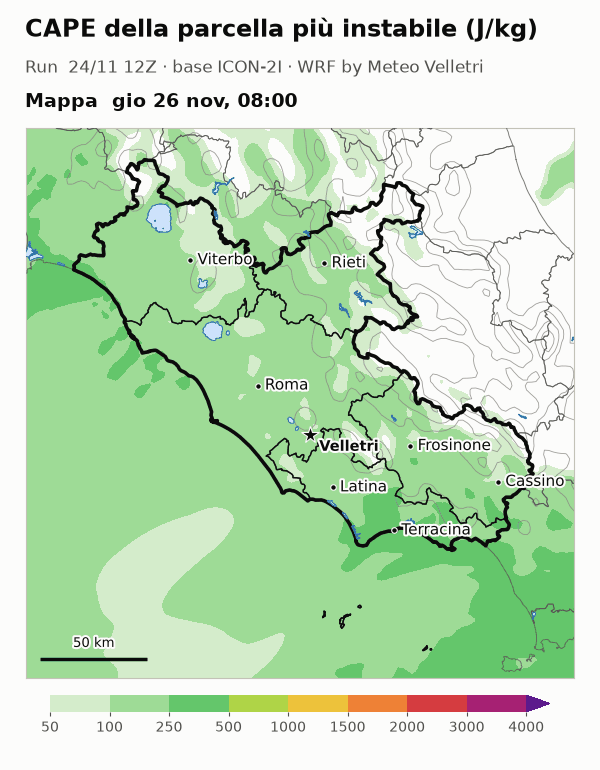 CAPE della parcella più instabile (J/kg)
Run  24/11 12Z · base ICON-2I · WRF by Meteo Velletri
Mappa  gio 26 nov, 08:00
Viterbo
Rieti
Roma
Velletri
Frosinone
Cassino
Latina
Terracina
50 km
50 100 250 500 1000 1500 2000 3000 4000